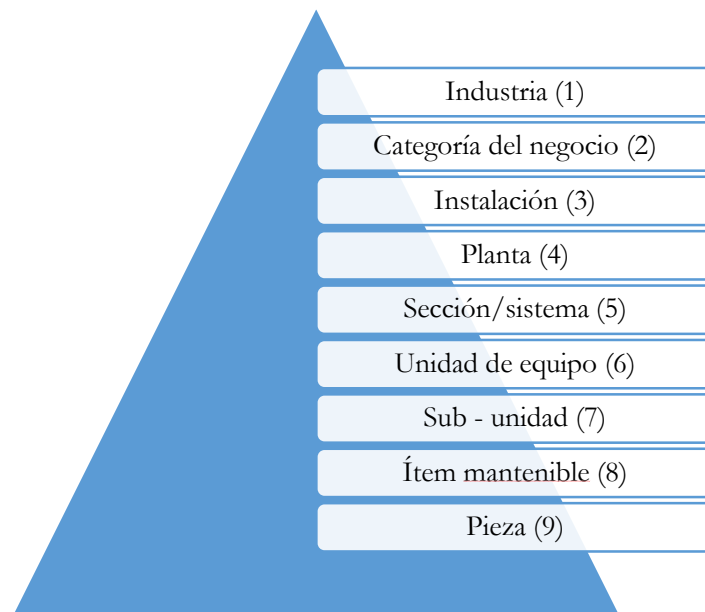 Industria (1)
Categoría del negocio (2)
Instalación (3)
Planta (4)
Sección/sistema (5)
Unidad de equipo (6)
Sub - unidad (7)
Ítem mantenible (8)
Pieza (9)